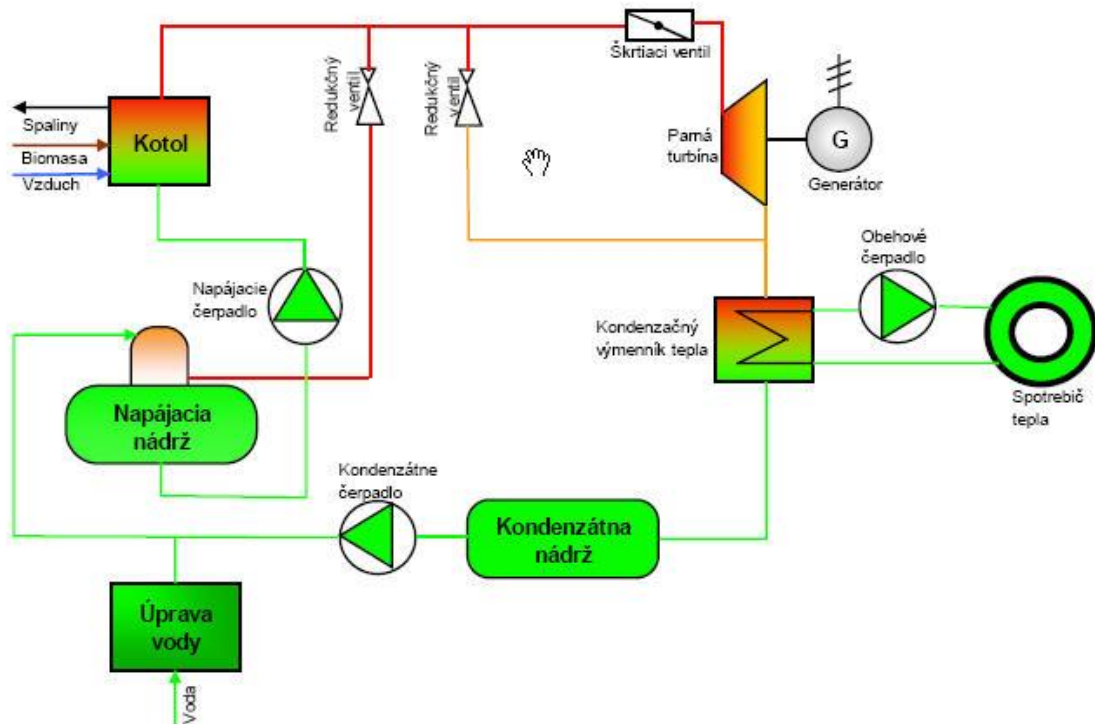 Škrtiaci ventil
Redukčný
ventil
Redukčný
ventil
Spaliny
Biomasa
Vzduch
Kotol
Parná
turbína
G
Generátor
Obehové
čerpadlo
Napájacie
čerpadlo
Kondenzačný
výmenník tepla
Spotrebič
tepla
Napájacia
nádrž
Kondenzátne
čerpadlo
Kondenzátna
nádrž
Úprava
vody
Voda